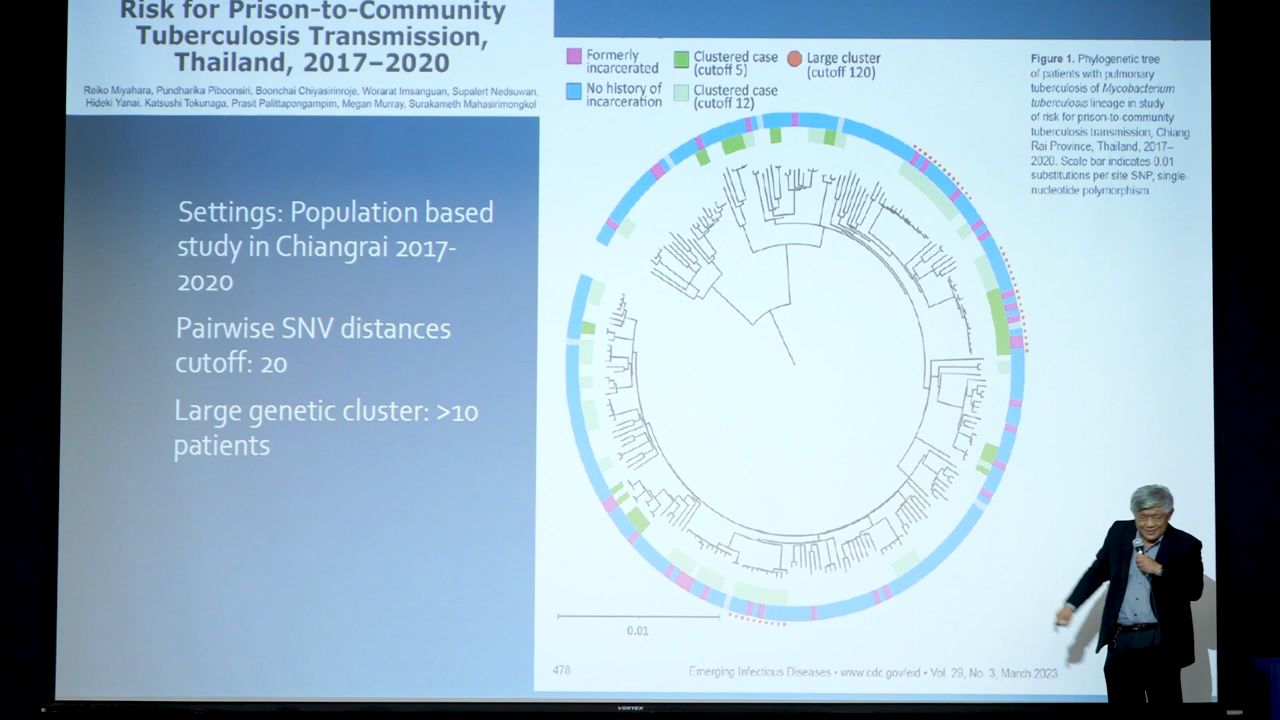 Risk for Prison-to-Community
Tuberculosis Transmission,
Thailand, 2017–2020
Reiko Miyahara, Pundharika Piboonsiri, Boonchai Chiyasirinroje, Worarat Imsanguan, Supalert Nedsuwan,
Hideki Yanai, Katsushi Tokunaga, Prasit Palittapongarnpim, Megan Murray, Surakameth Mahasirimongkol
Settings: Population based
study in Chiangrai 2017-
2020
Pairwise SNV distances
cutoff: 20
Large genetic cluster: >10
patients
Formerly
incarcerated
No history of
incarceration
Clustered case
(cutoff 5)
Clustered case
(cutoff 12)
Large cluster
(cutoff 120)
Figure 1. Phylogenetic tree
of patients with pulmonary
tuberculosis of Mycobacterium
tuberculosis lineage in study
of risk for prison-to-community
tuberculosis transmission, Chiang
Rai Province, Thailand, 2017–
2020. Scale bar indicates 0.01
substitutions per site SNP, single-
nucleotide polymorphism.
0.01
478
Emerging Infectious Diseases • www.cdc.gov/eid • Vol. 29, No. 3, March 2023
VERTEX